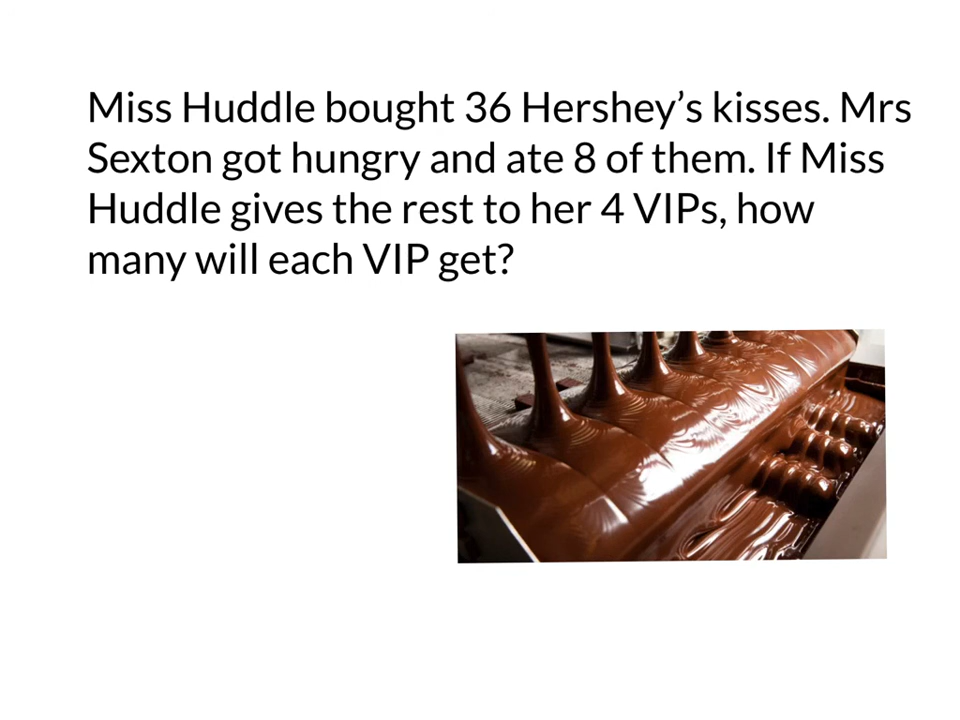 Miss Huddle bought 36 Hershey’s kisses. Mrs
Sexton got hungry and ate 8 of them. If Miss
Huddle gives the rest to her 4 VIPs, how
many will each VIP get?